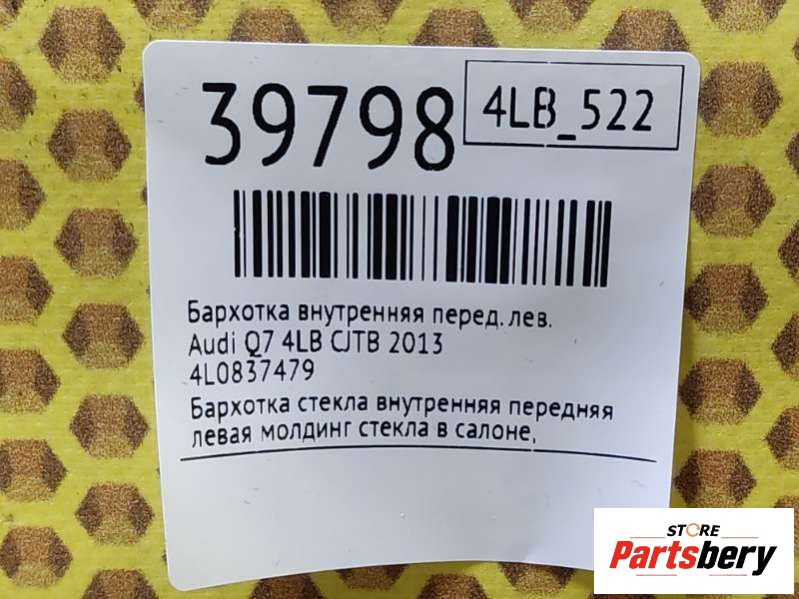 39798
4LB_522
Бархотка внутренняя перед. лев.
Audi Q7 4LB CJTB 2013
4L0837479
Бархотка стекла внутренняя передняя
левая молдинг стекла в салоне,
STORE
Partsbery